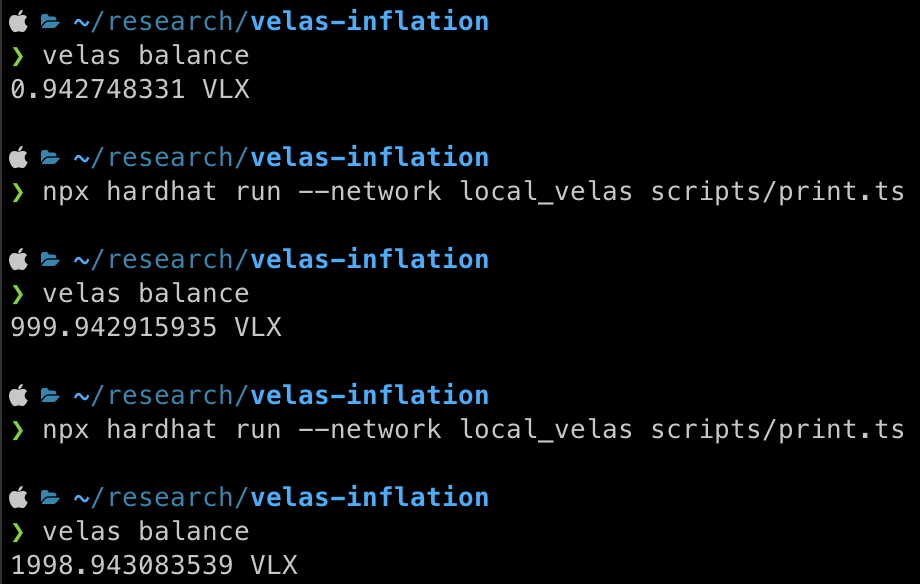 ~/research/velas-inflation
❯ velas balance
0.942748331 VLX
~/research/velas-inflation
❯ npx hardhat run --network local_velas scripts/print.ts
~/research/velas-inflation
❯ velas balance
999.942915935 VLX
~/research/velas-inflation
❯ npx hardhat run --network local_velas scripts/print.ts
~/research/velas-inflation
❯ velas balance
1998.943083539 VLX